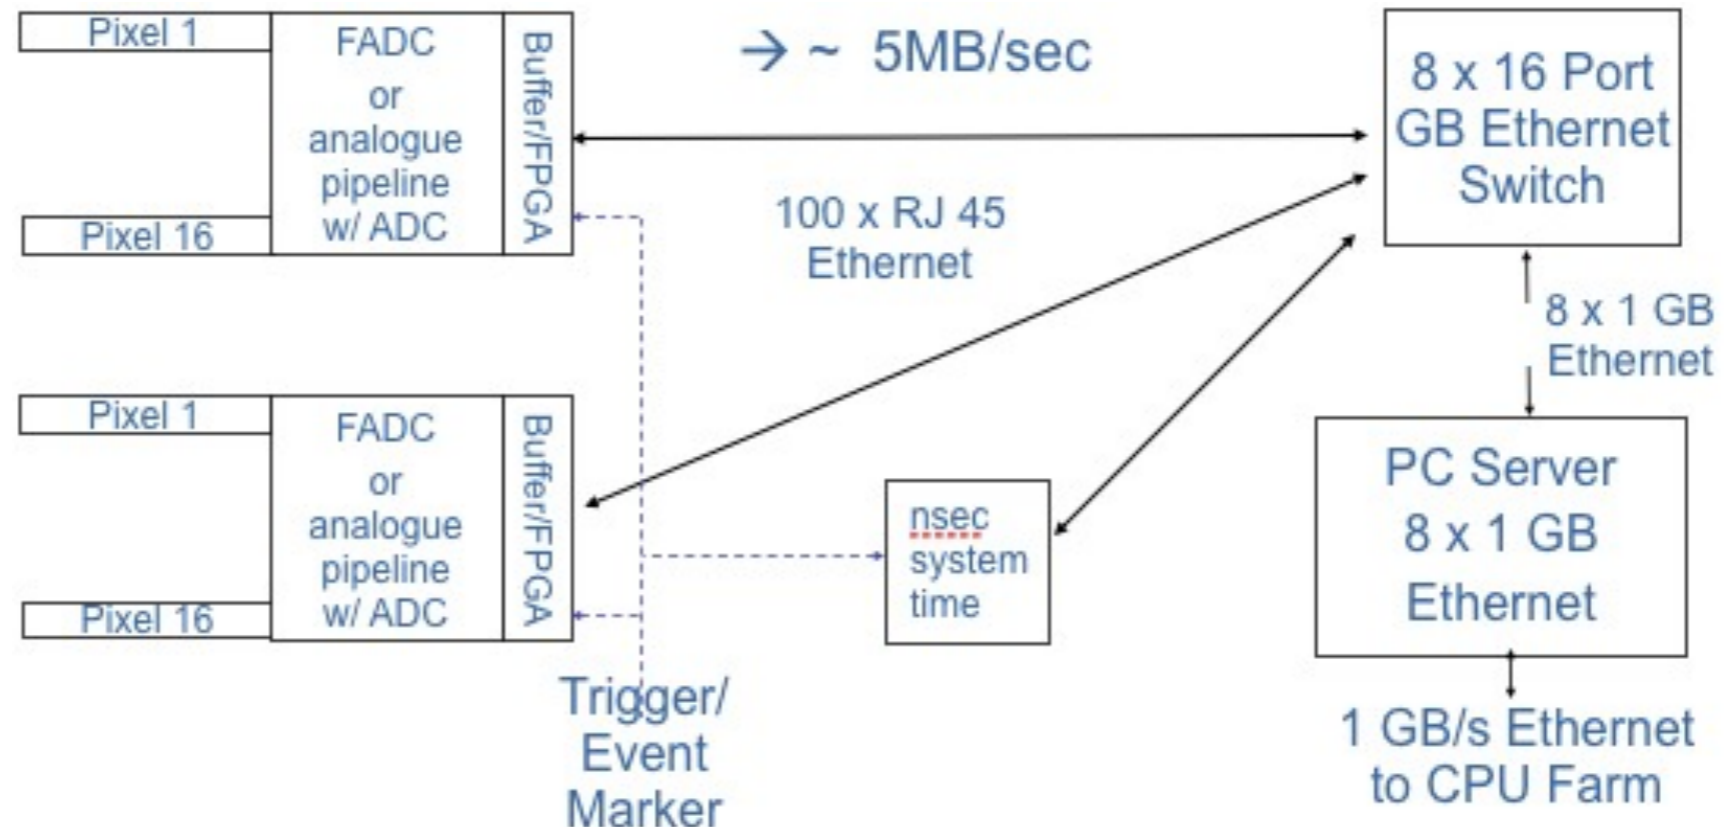 Pixel 1
FADC
or
analogue
pipeline
w/ ADC
Buffer/FPGA
Pixel 16
→ ~ 5MB/sec
100 x RJ 45
Ethernet
8 x 16 Port
GB Ethernet
Switch
8 x 1 GB
Ethernet
Pixel 1
FADC
or
analogue
pipeline
w/ ADC
Buffer/FPGA
Pixel 16
nsec
system
time
PC Server
8 x 1 GB
Ethernet
Trigger/
Event
Marker
1 GB/s Ethernet
to CPU Farm